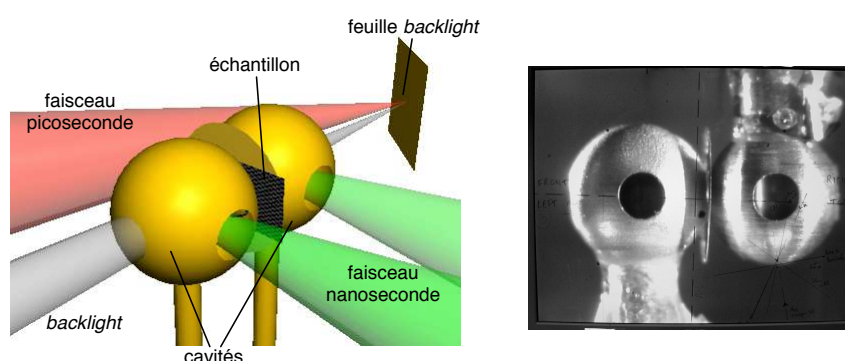 feuille backlight
échantillon
faisceau
picoseconde
faisceau
nanoseconde
backlight
cavités
FRONT
LEFT